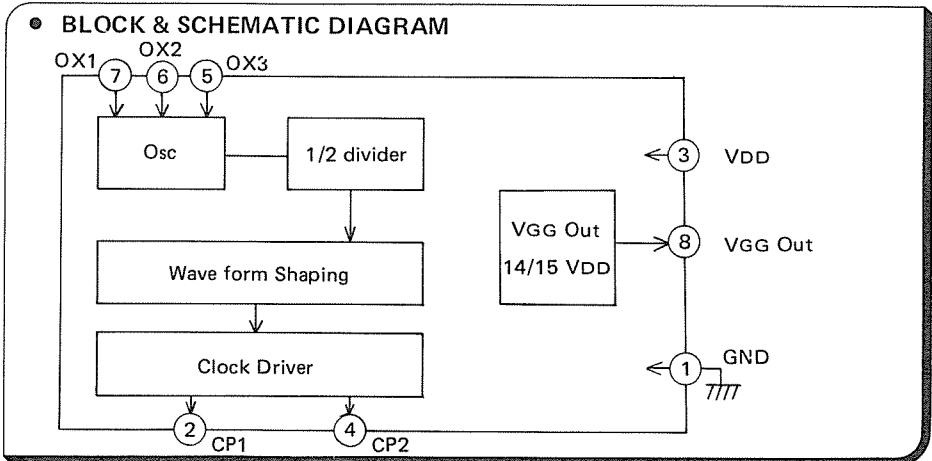 ● BLOCK & SCHEMATIC DIAGRAM
OX1 OX2 OX3
7 6 5
Osc
1/2 divider
3 VDD
VGG Out
14/15 VDD
8 VGG Out
Wave form Shaping
Clock Driver
1 GND
2 CP1
4 CP2